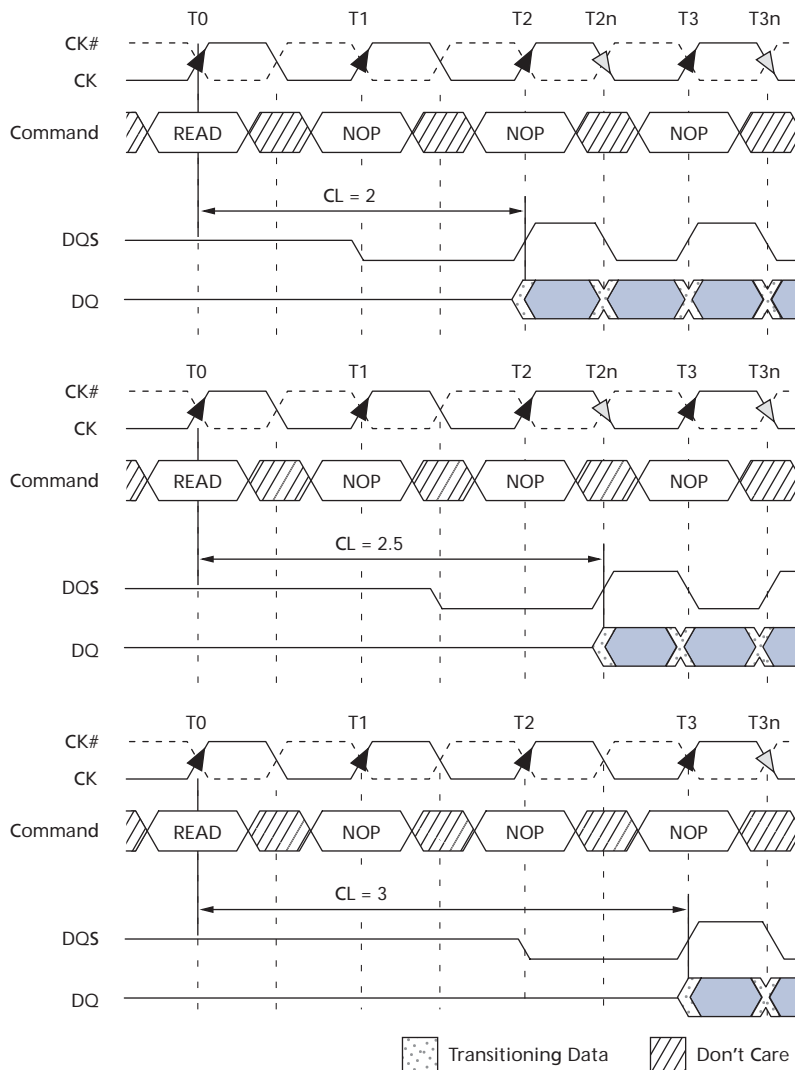 T0 T1 T2 T2n T3 T3n
CK#
CK
Command READ NOP NOP NOP
CL = 2
DQS
DQ
T0 T1 T2 T2n T3 T3n
CK#
CK
Command READ NOP NOP NOP
CL = 2.5
DQS
DQ
T0 T1 T2 T3 T3n
CK#
CK
Command READ NOP NOP NOP
CL = 3
DQS
DQ
Transitioning Data Don't Care